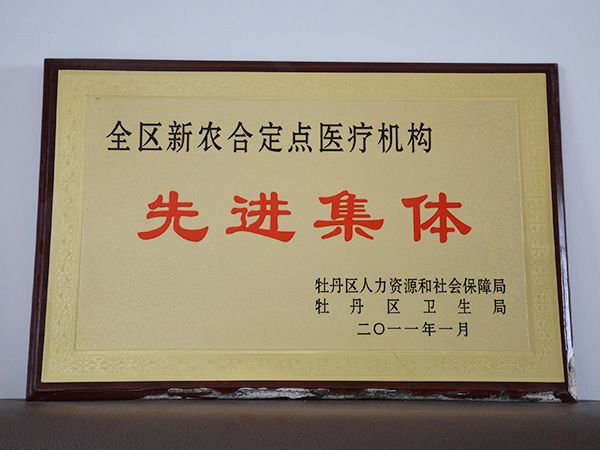 全区新农合定点医疗机构
先进集体
牡丹区人力资源和社会保障局
牡丹区卫生局
二〇一一年一月